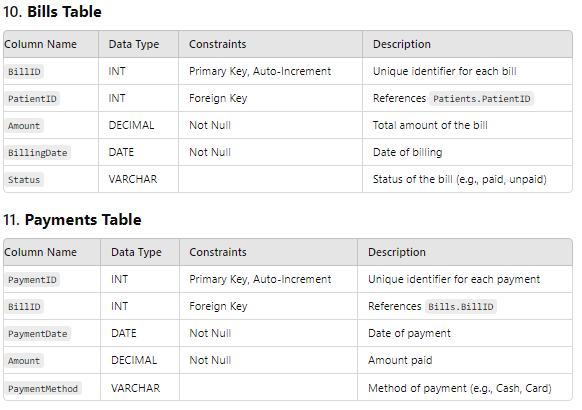 10. Bills Table
Column Name Data Type Constraints Description
BillID INT Primary Key, Auto-Increment Unique identifier for each bill
PatientID INT Foreign Key References Patients.PatientID
Amount DECIMAL Not Null Total amount of the bill
BillingDate DATE Not Null Date of billing
Status VARCHAR Status of the bill (e.g., paid, unpaid)
11. Payments Table
Column Name Data Type Constraints Description
PaymentID INT Primary Key, Auto-Increment Unique identifier for each payment
BillID INT Foreign Key References Bills.BillID
PaymentDate DATE Not Null Date of payment
Amount DECIMAL Not Null Amount paid
PaymentMethod VARCHAR Method of payment (e.g., Cash, Card)